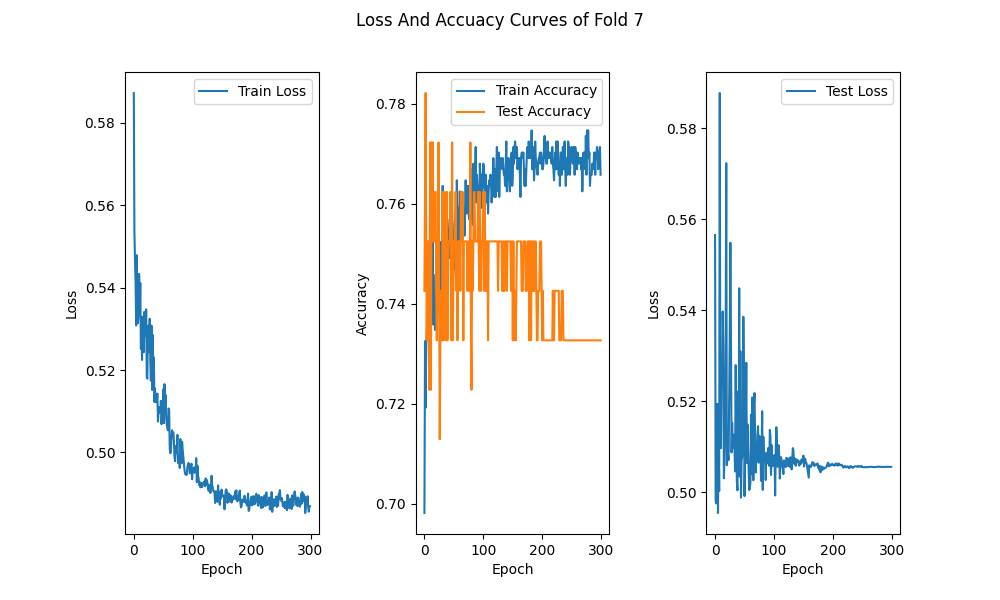 Loss And Accuacy Curves of Fold 7
Train Loss
0.58
0.56
0.54
0.52
0.50
Loss
0
100
200
300
Epoch
Train Accuracy
Test Accuracy
0.78
0.76
0.74
0.72
0.70
Accuracy
0
100
200
300
Epoch
Test Loss
0.58
0.56
0.54
0.52
0.50
Loss
0
100
200
300
Epoch